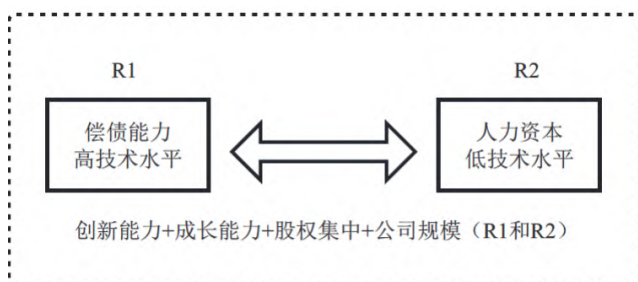 R1
R2
偿债能力
高技术水平
人力资本
低技术水平
创新能力+成长能力+股权集中+公司规模（R1和R2）